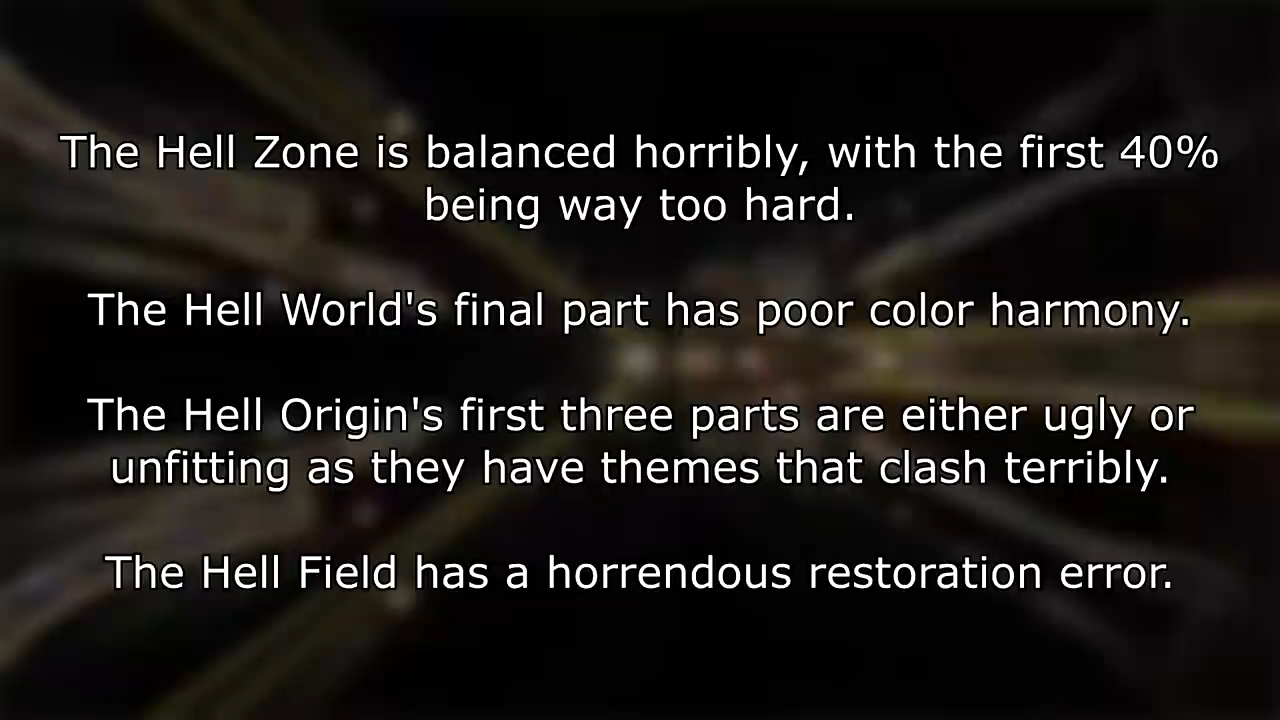 The Hell Zone is balanced horribly, with the first 40%
being way too hard.
The Hell World's final part has poor color harmony.
The Hell Origin's first three parts are either ugly or
unfitting as they have themes that clash terribly.
The Hell Field has a horrendous restoration error.